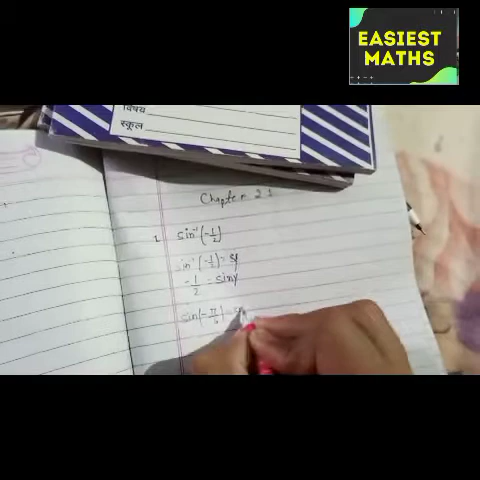 EASIEST
MATHS
विषय
स्कूल
Chapter 2.1
1. sin⁻¹(-1/2)
sin⁻¹(-1/2) = y
-1/2 = siny
sin(-π/6) =